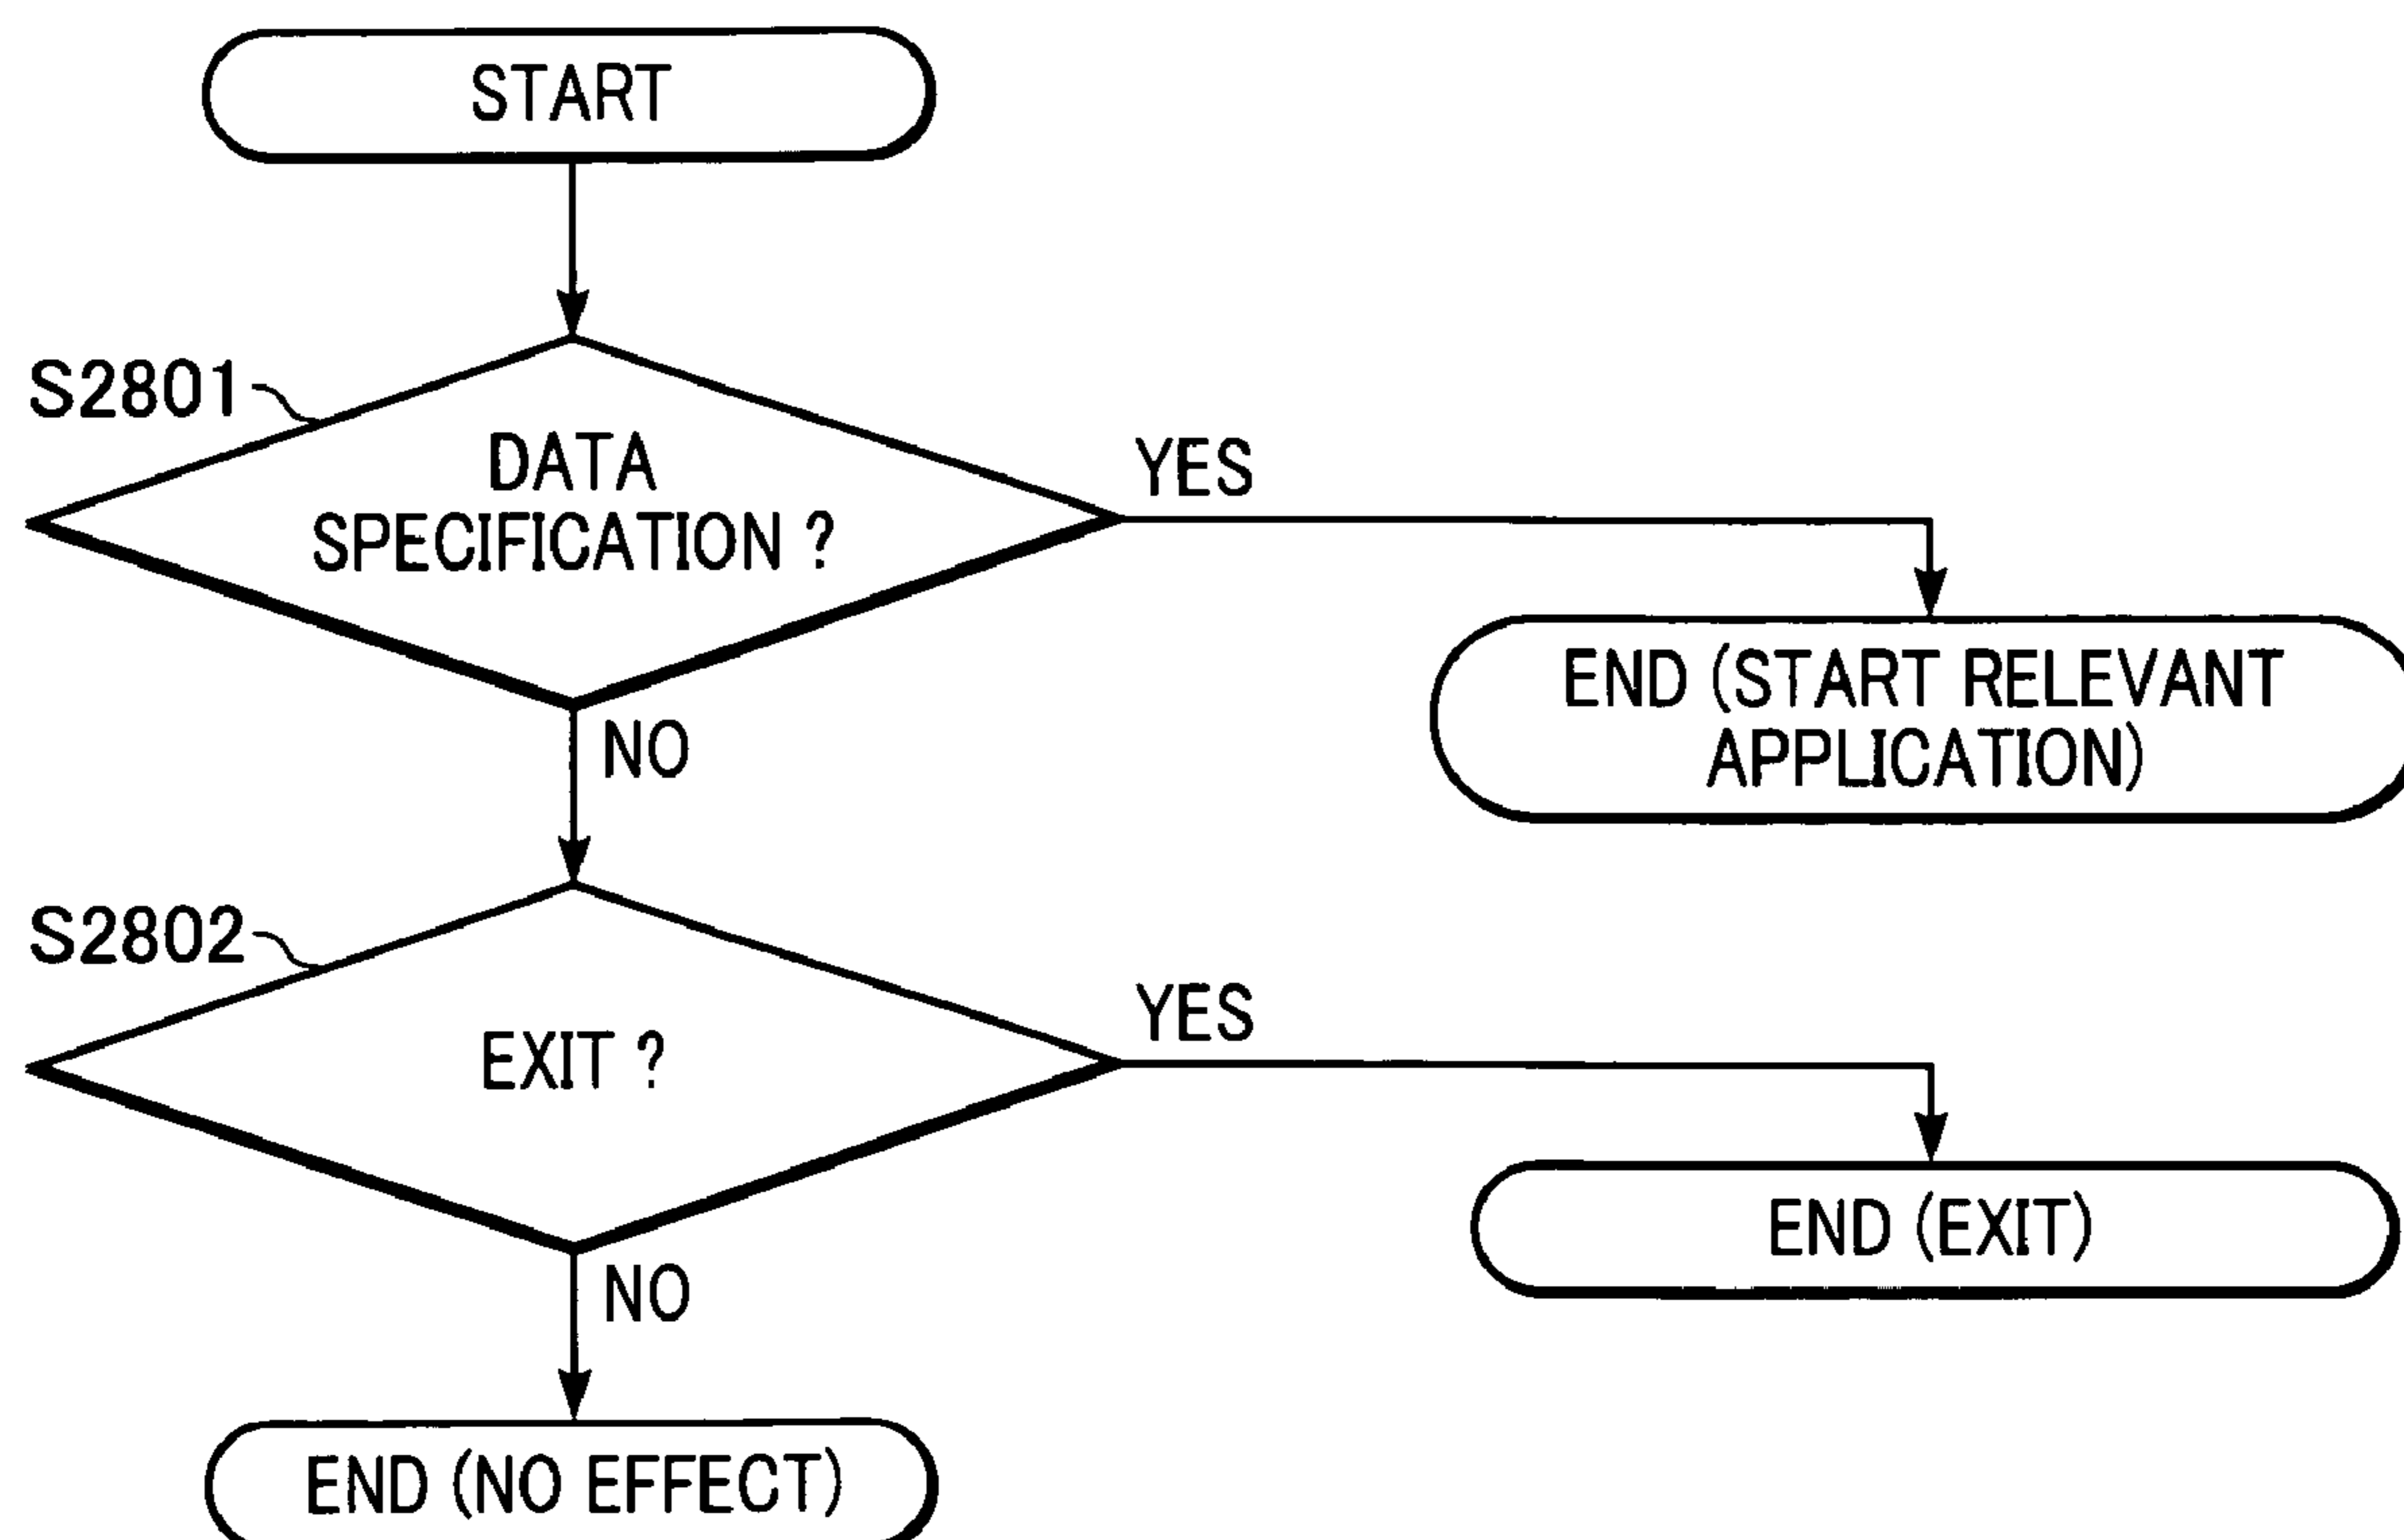 START
S2801
DATA
SPECIFICATION ?
YES
NO
END (START RELEVANT
APPLICATION)
S2802
EXIT ?
YES
NO
END (EXIT)
END (NO EFFECT)